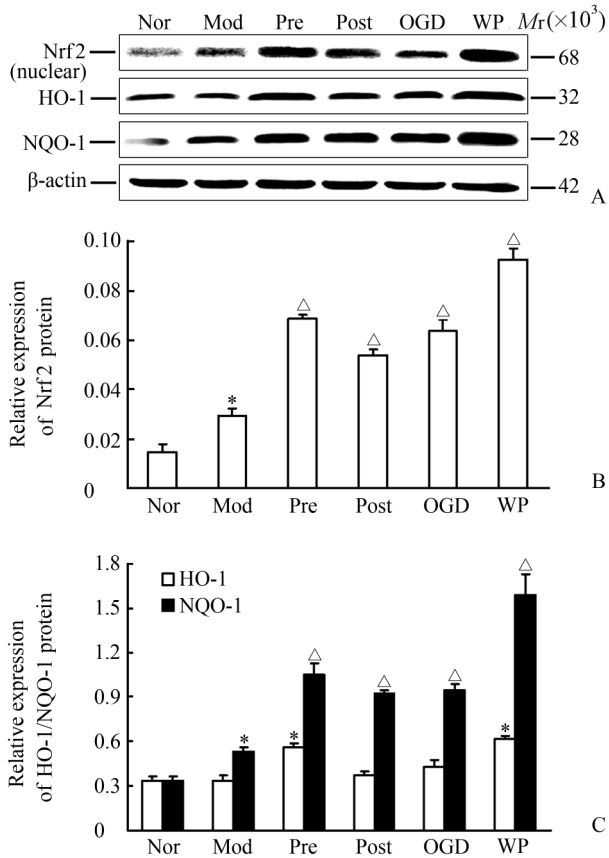 Nor Mod Pre Post OGD WP Mr(×10³)
Nrf2
(nuclear)
68
HO-1
32
NQO-1
28
β-actin
42
A
0.10
0.08
0.06
0.04
0.02
0
Relative expression
of Nrf 2 protein
*
△
△
△
△
Nor Mod Pre Post OGD WP
B
1.8
1.5
1.2
0.9
0.6
0.3
0
Relative expression
of HO-1/NQO-1 protein
HO-1
NQO-1
*
*
△
△
△
*
△
Nor Mod Pre Post OGD WP
C